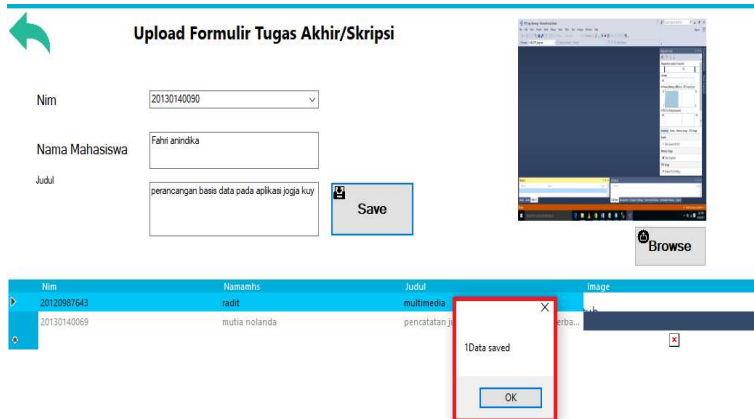 Upload Formulir Tugas Akhir/Skripsi
Nim
20130140090
Nama Mahasiswa
Fahri anindika
Judul
perancangan basis data pada aplikasi jogja kuy
Save
Browse
Nim Namamhs Judul Image
20120987643 radit multimedia
20130140069 mutia nolanda pencatatan
1Data saved
OK